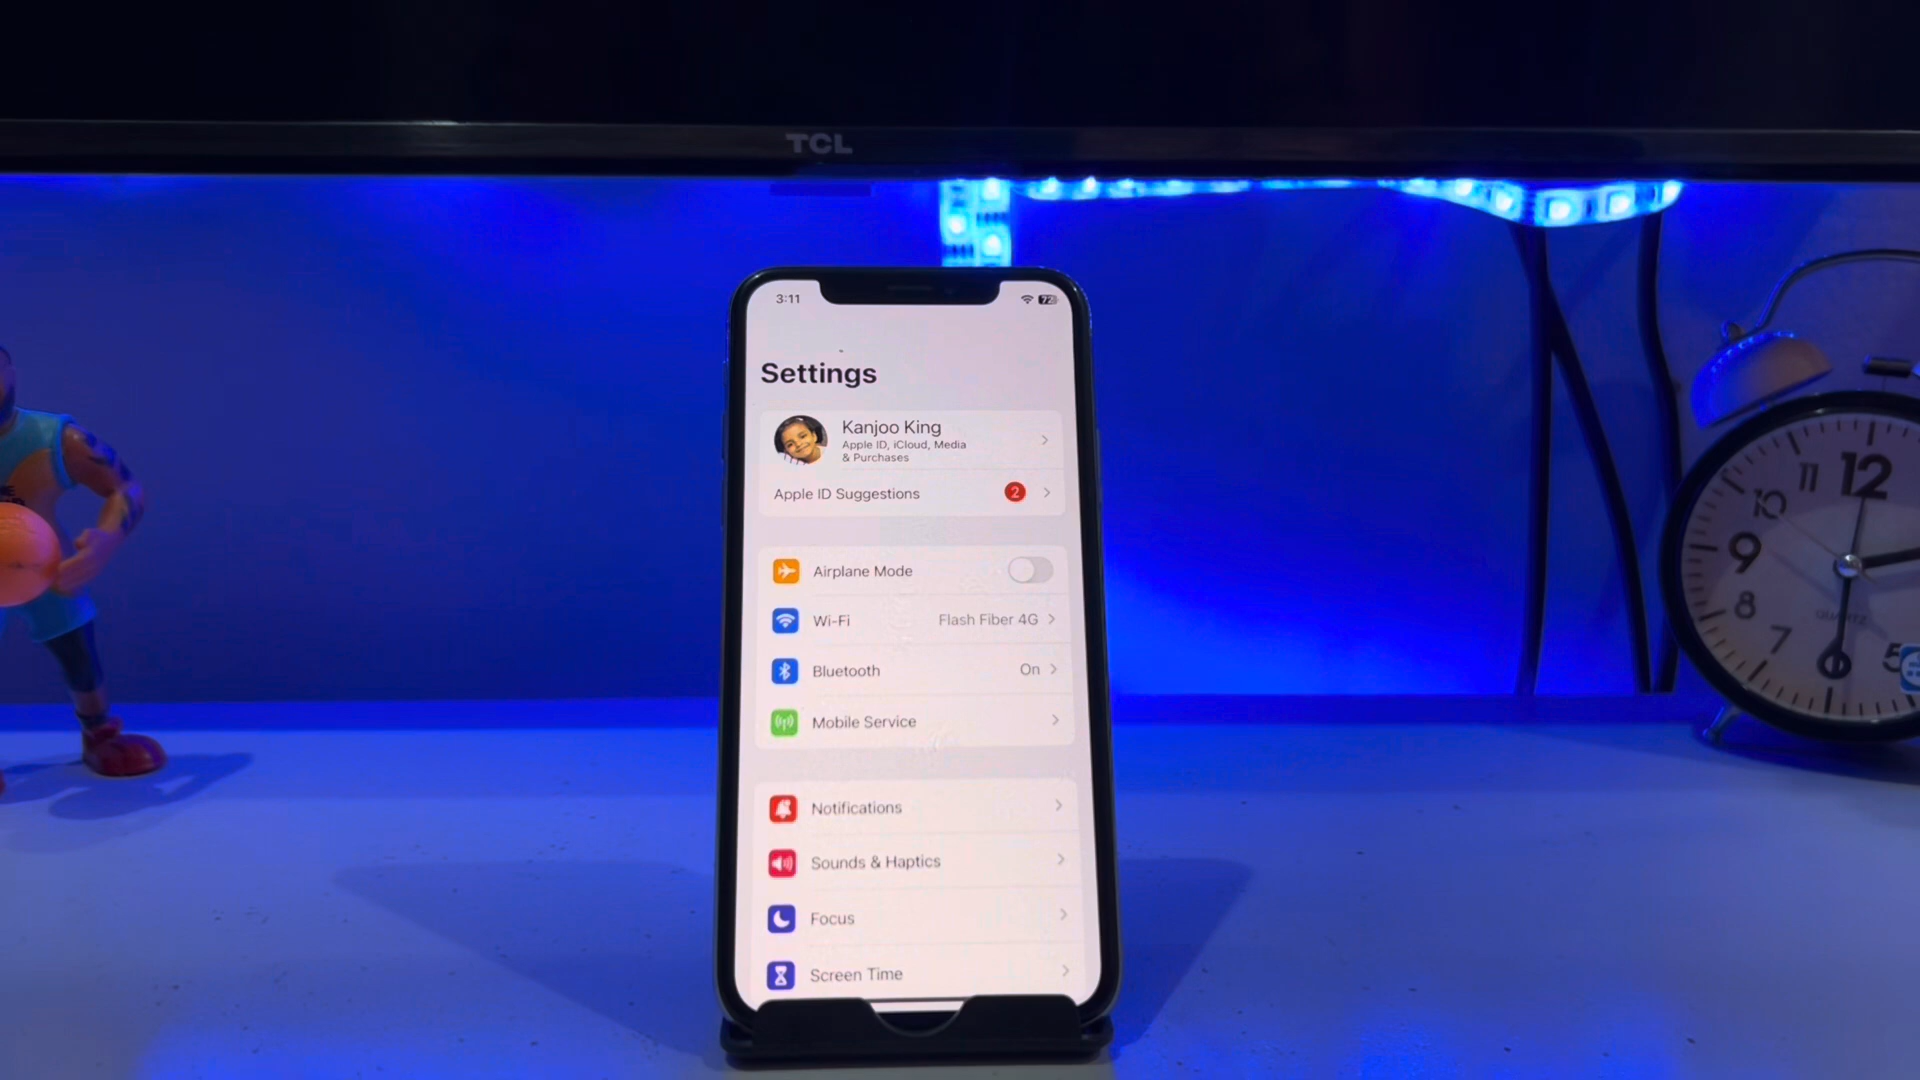 TCL
3:11
72
Settings
Kanjoo King
Apple ID, iCloud, Media
& Purchases
Apple ID Suggestions
2
Airplane Mode
Wi-Fi
Flash Fiber 4G
Bluetooth
On
Mobile Service
Notifications
Sounds & Haptics
Focus
Screen Time
12
11
10
9
8
7
5
QUARTZ